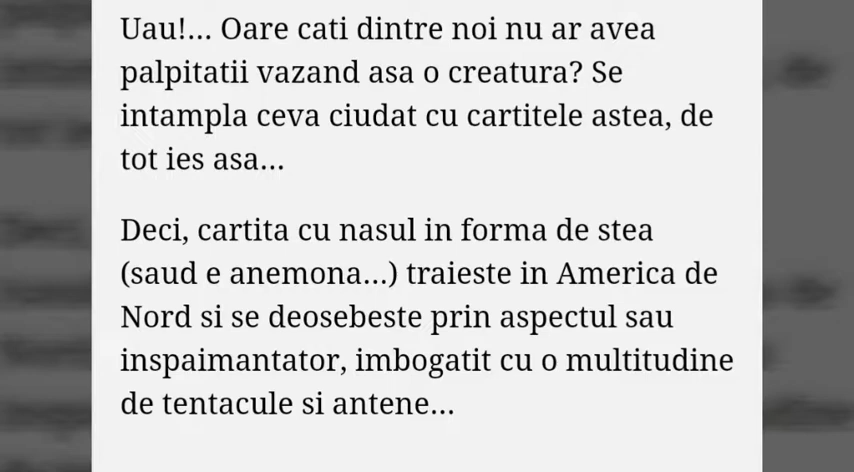 Uau!... Oare cati dintre noi nu ar avea
palpitatii vazand asa o creatura? Se
intampla ceva ciudat cu cartitele astea, de
tot ies asa...
Deci, cartita cu nasul in forma de stea
(saud e anemona...) traieste in America de
Nord si se deosebeste prin aspectul sau
inspaimantator, imbogatit cu o multitudine
de tentacule si antene...